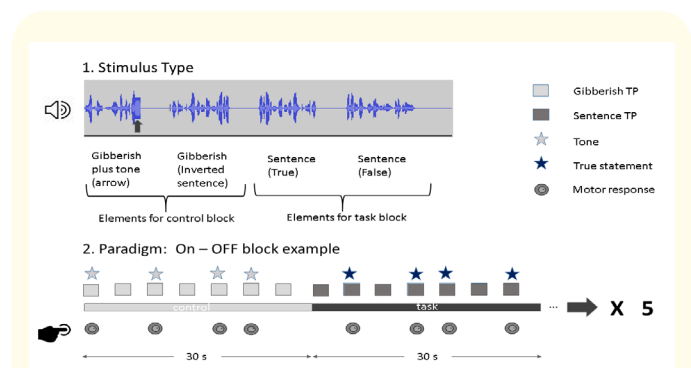 1. Stimulus Type
Gibberish plus tone (arrow)
Gibberish (Inverted sentence)
Sentence (True)
Sentence (False)
Elements for control block
Elements for task block
Gibberish TP
Sentence TP
Tone
True statement
Motor response
2. Paradigm: On – OFF block example
control
task
...
X 5
30 s
30 s